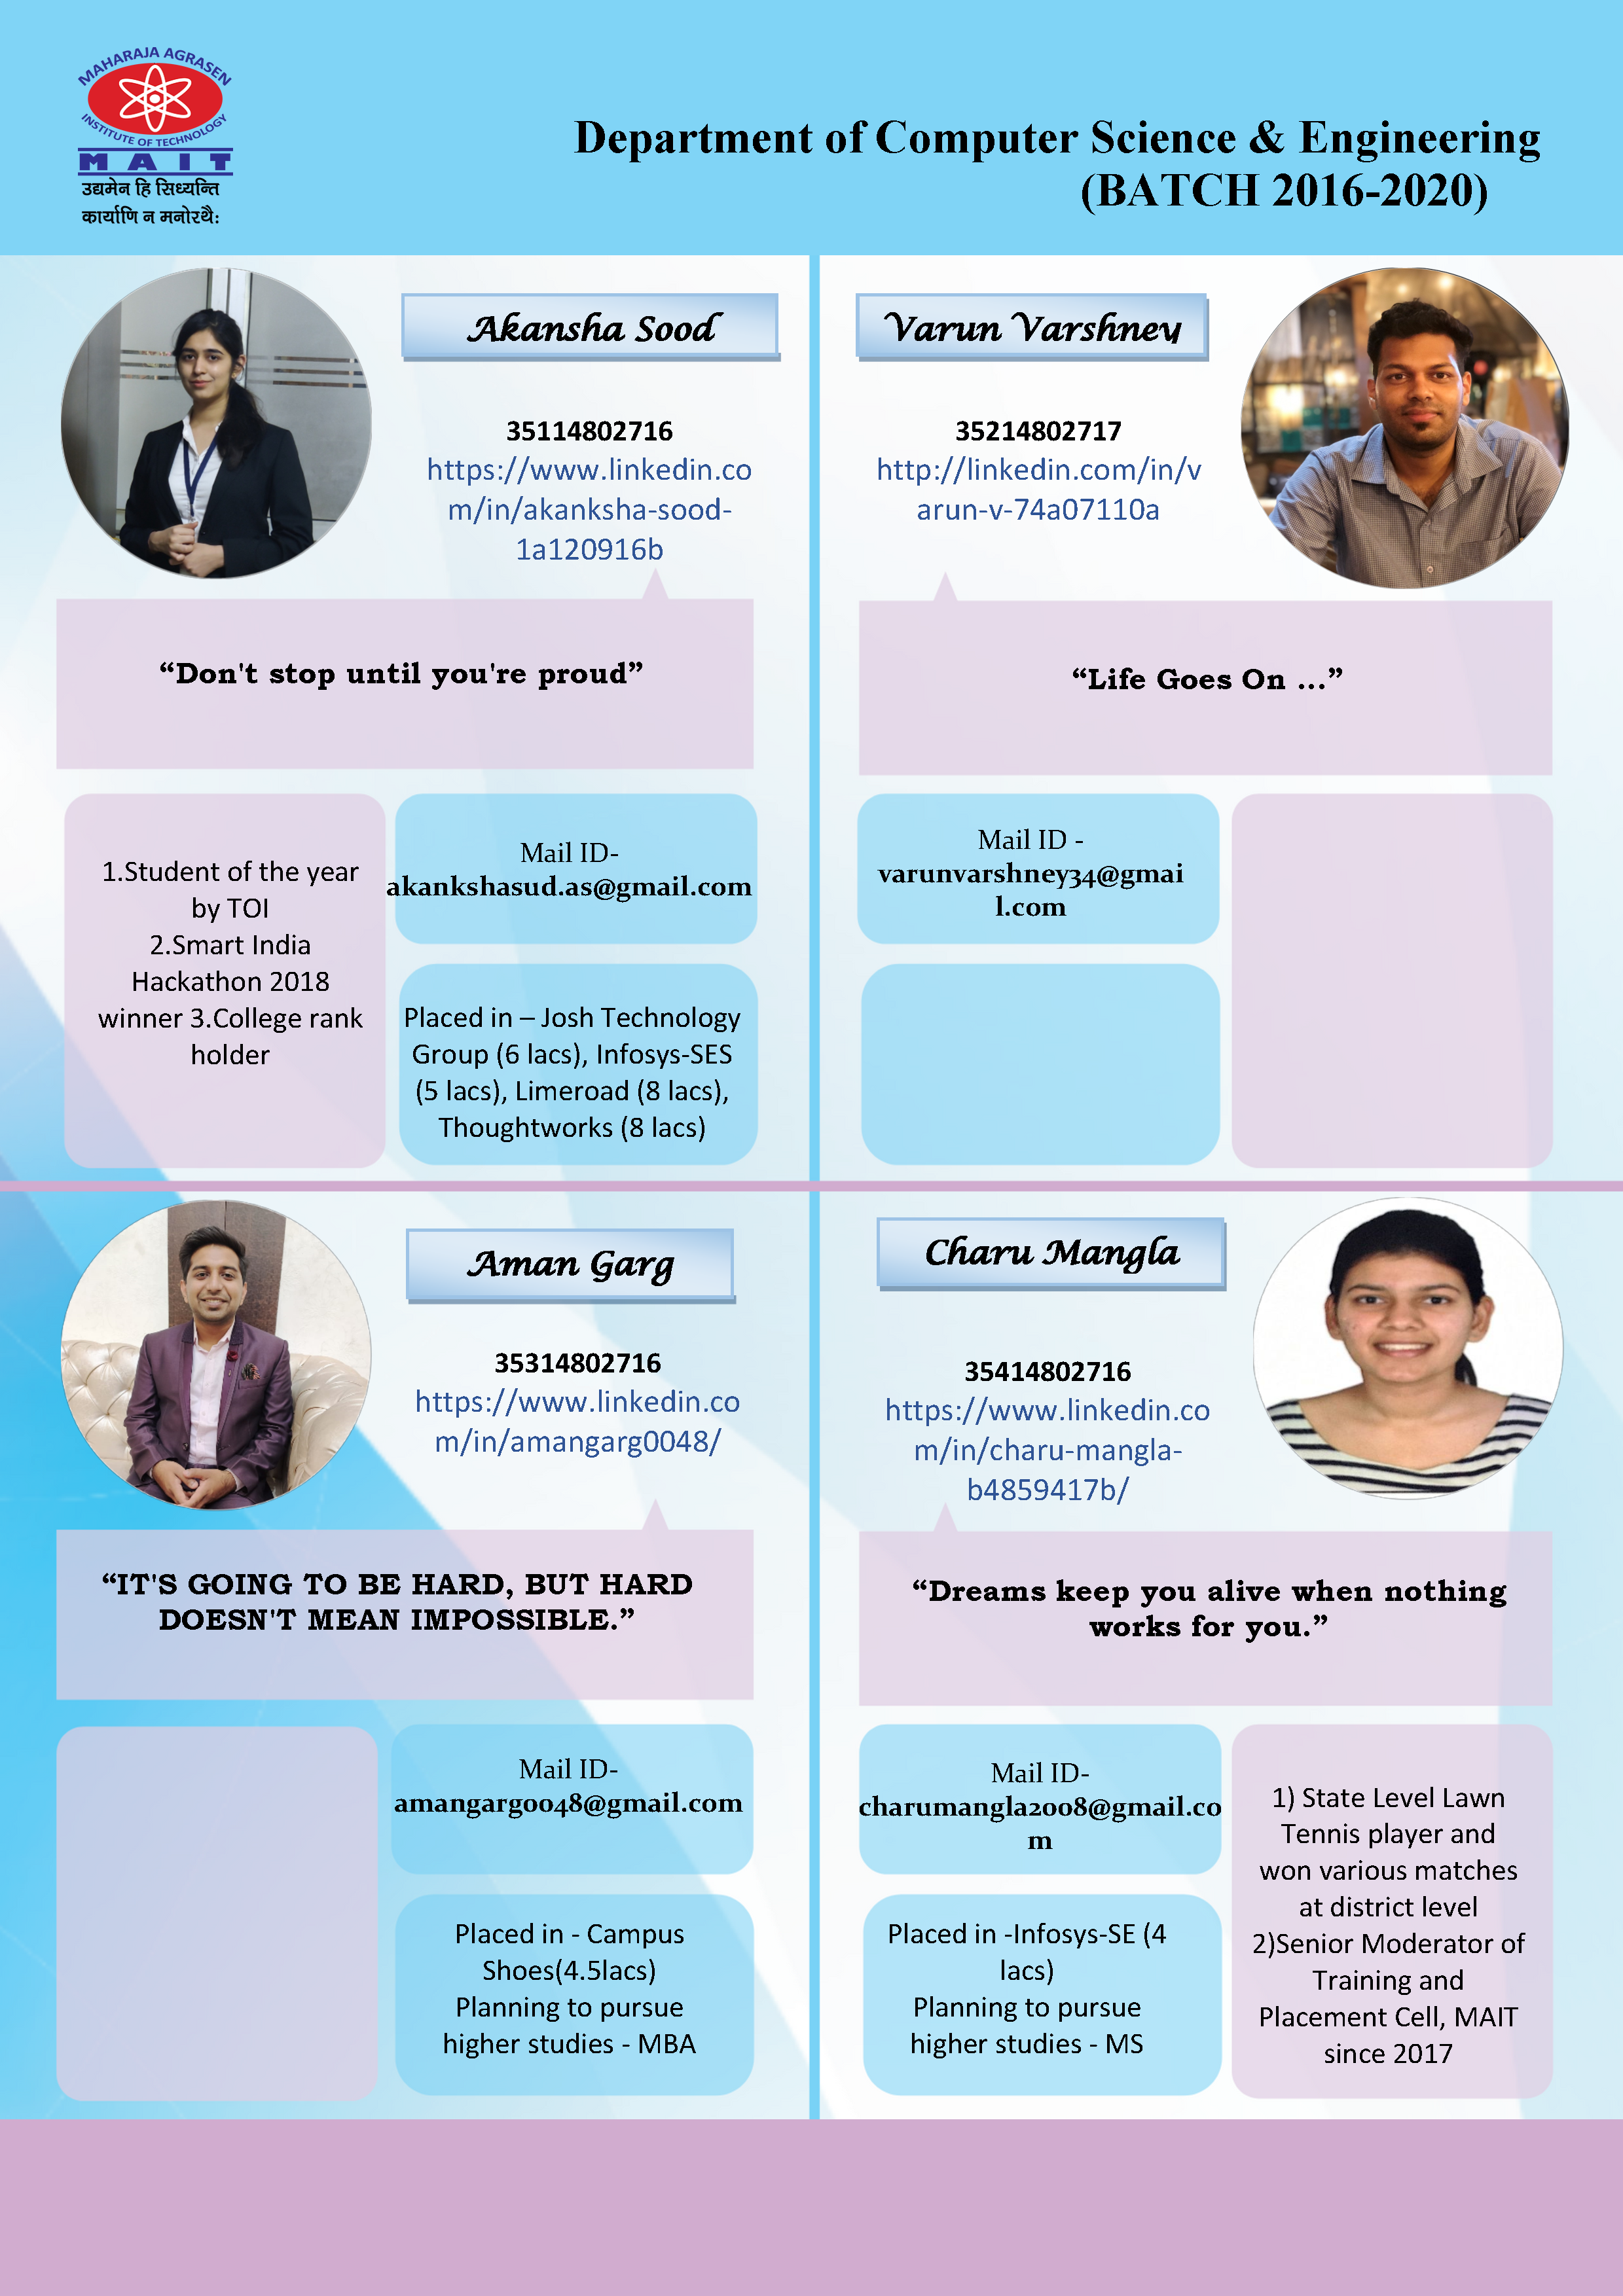 MAHARAJA AGRASEN
INSTITUTE OF TECHNOLOGY
MAIT
उद्यमेन हि सिध्यन्ति
कार्याणि न मनोरथै:
Department of Computer Science & Engineering
(BATCH 2016-2020)
Akansha Sood
35114802716
https://www.linkedin.co
m/in/akanksha-sood-
1a120916b
“Don't stop until you're proud”
1.Student of the year
by TOI
2.Smart India
Hackathon 2018
winner 3.College rank
holder
Mail ID-
akankshasud.as@gmail.com
Placed in – Josh Technology
Group (6 lacs), Infosys-SES
(5 lacs), Limeroad (8 lacs),
Thoughtworks (8 lacs)
Varun Varshney
35214802717
http://linkedin.com/in/v
arun-v-74a07110a
“Life Goes On ...”
Mail ID -
varunvarshney34@gmai
l.com
Aman Garg
35314802716
https://www.linkedin.co
m/in/amangarg0048/
“IT'S GOING TO BE HARD, BUT HARD
DOESN'T MEAN IMPOSSIBLE.”
Mail ID-
amangarg0048@gmail.com
Placed in - Campus
Shoes(4.5lacs)
Planning to pursue
higher studies - MBA
Charu Mangla
35414802716
https://www.linkedin.co
m/in/charu-mangla-
b4859417b/
“Dreams keep you alive when nothing
works for you.”
Mail ID-
charumangla2008@gmail.co
m
Placed in -Infosys-SE (4
lacs)
Planning to pursue
higher studies - MS
1) State Level Lawn
Tennis player and
won various matches
at district level
2)Senior Moderator of
Training and
Placement Cell, MAIT
since 2017